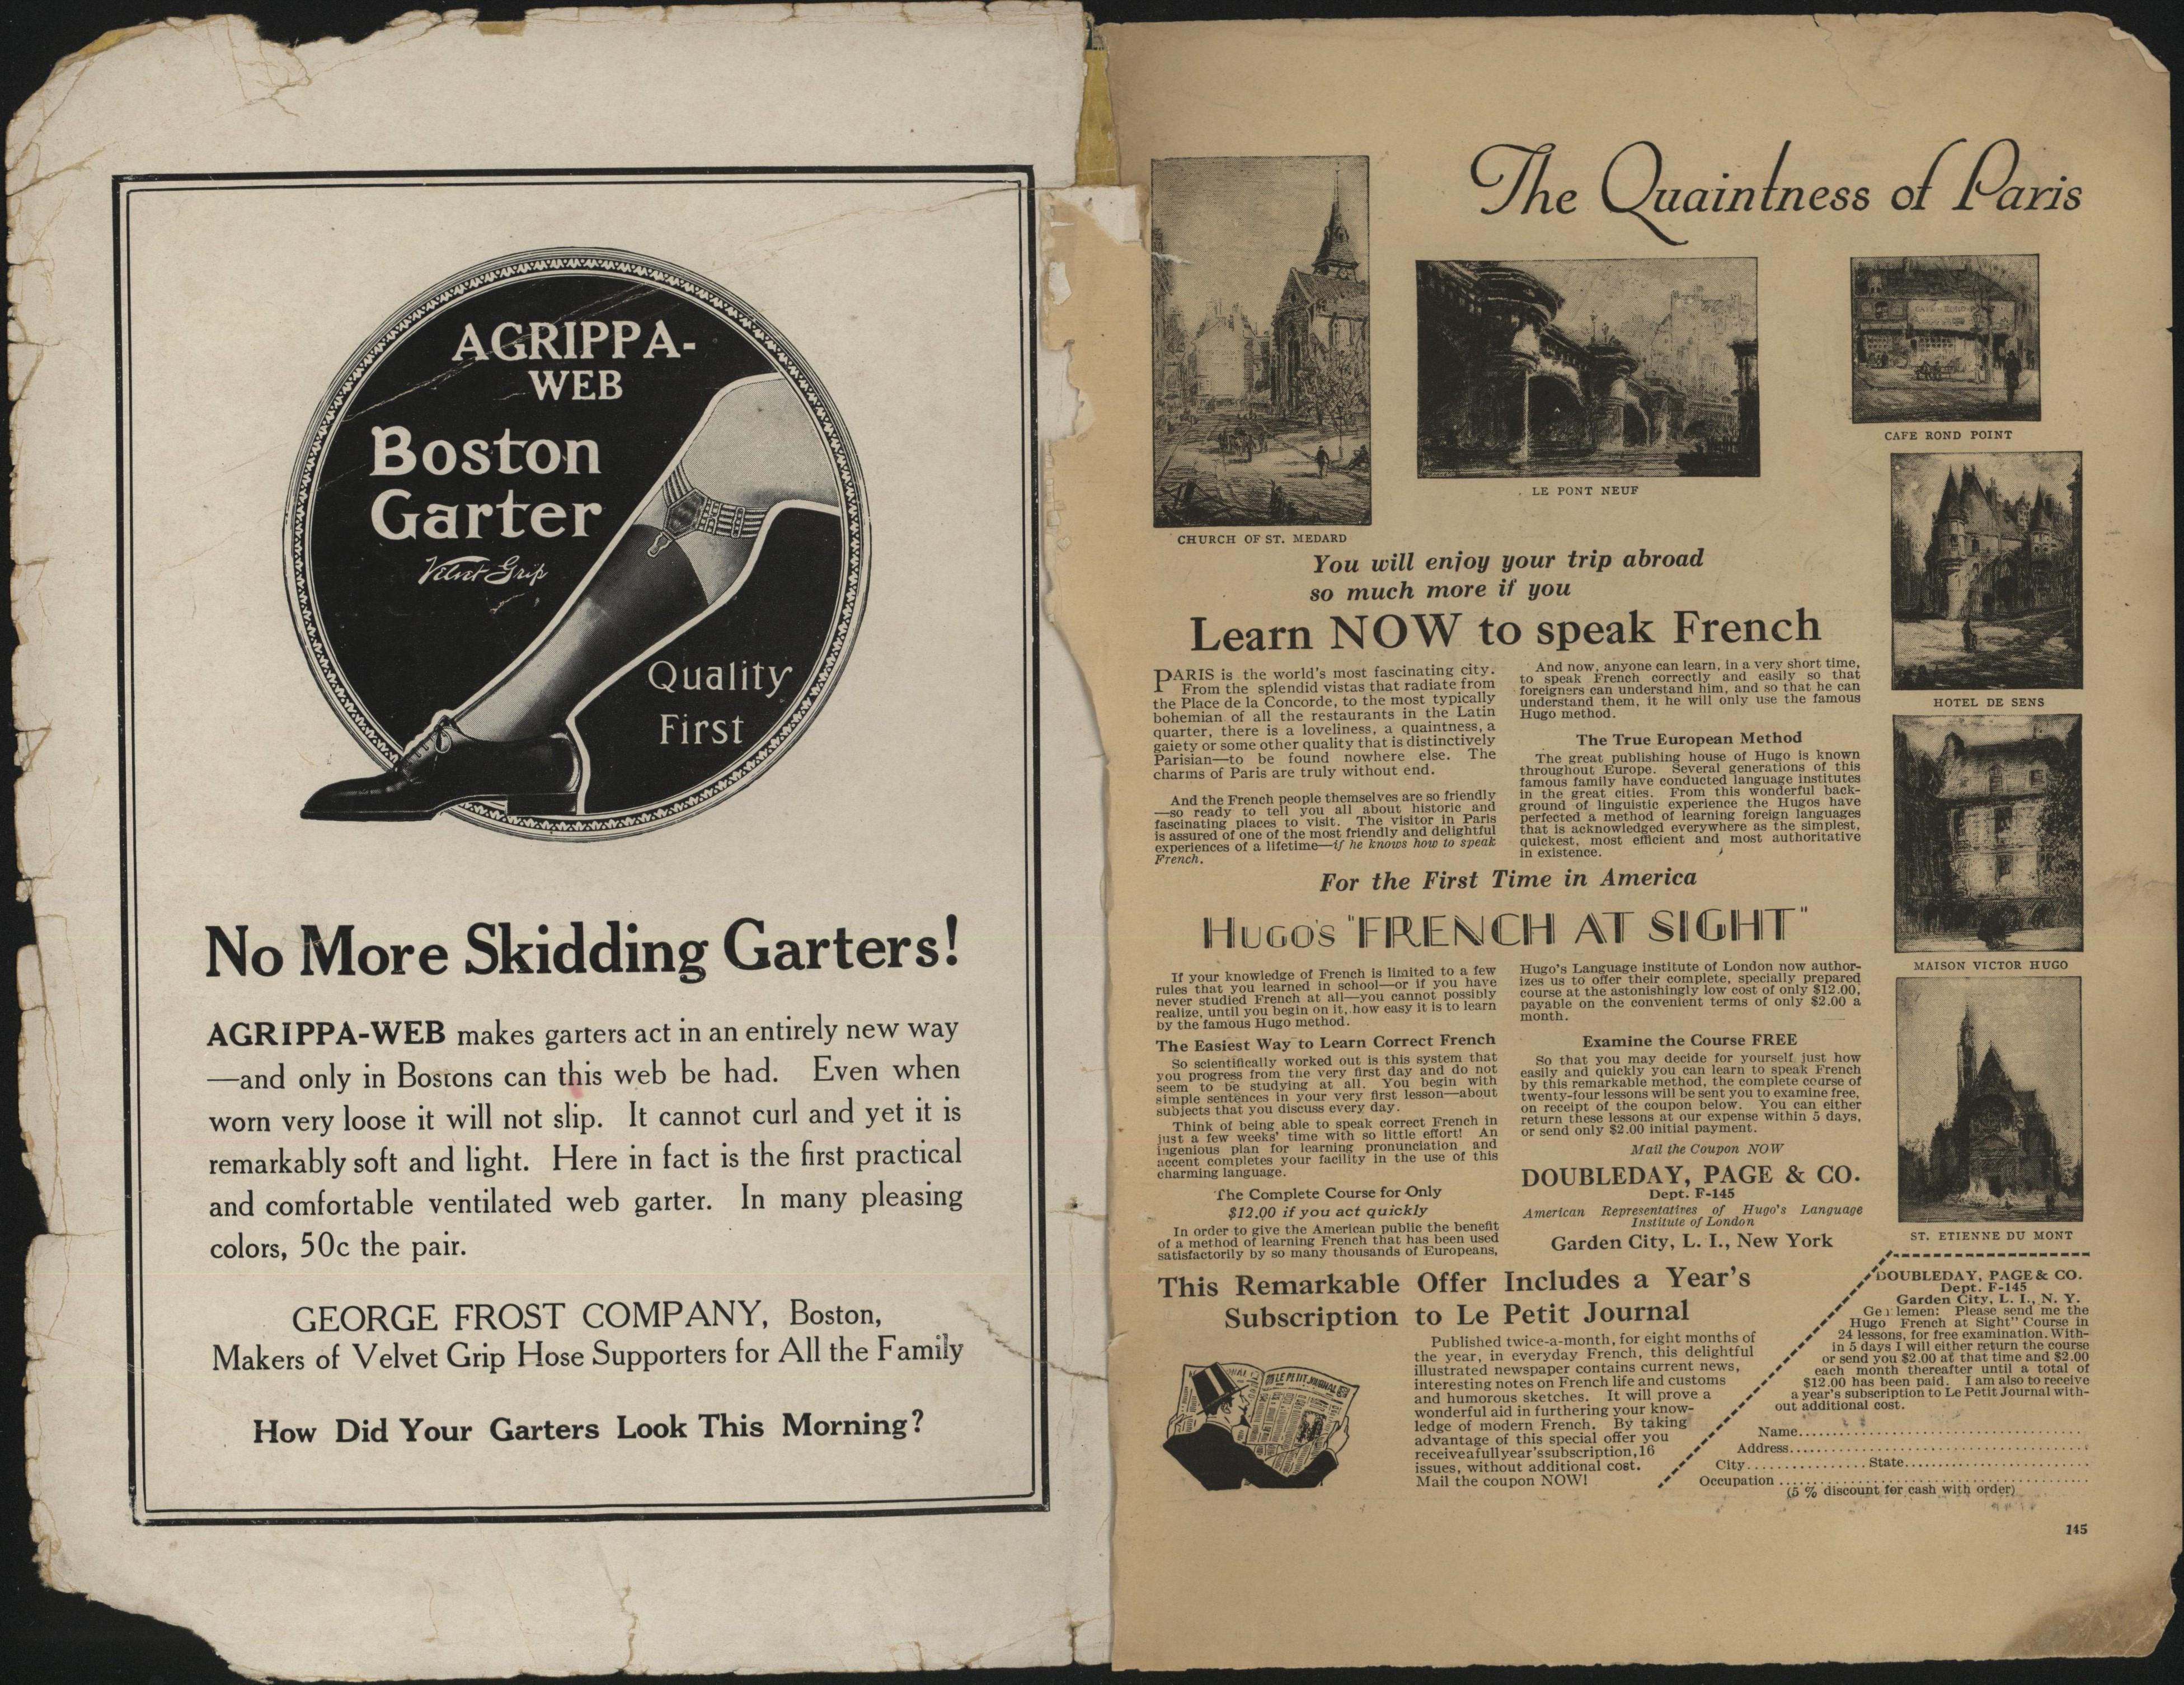 AGRIPPA-
WEB
Boston
Garter
Velvet Grip
Quality
First
No More Skidding Garters!
AGRIPPA-WEB makes garters act in an entirely new way
—and only in Bostons can this web be had. Even when
worn very loose it will not slip. It cannot curl and yet it is
remarkably soft and light. Here in fact is the first practical
and comfortable ventilated web garter. In many pleasing
colors, 50c the pair.
GEORGE FROST COMPANY, Boston,
Makers of Velvet Grip Hose Supporters for All the Family
How Did Your Garters Look This Morning?
The Quaintness of Paris
CHURCH OF ST. MEDARD
LE PONT NEUF
CAFE ROND POINT
HOTEL DE SENS
MAISON VICTOR HUGO
ST. ETIENNE DU MONT
You will enjoy your trip abroad
so much more if you
Learn NOW to speak French
PARIS is the world's most fascinating city.
From the splendid vistas that radiate from
the Place de la Concorde, to the most typically
bohemian of all the restaurants in the Latin
quarter, there is a loveliness, a quaintness, a
gaiety or some other quality that is distinctively
Parisian—to be found nowhere else. The
charms of Paris are truly without end.
And the French people themselves are so friendly
—so ready to tell you all about historic and
fascinating places to visit. The visitor in Paris
is assured of one of the most friendly and delightful
experiences of a lifetime—if he knows how to speak
French.
And now, anyone can learn, in a very short time,
to speak French correctly and easily so that
foreigners can understand him, and so that he can
understand them, it he will only use the famous
Hugo method.
The True European Method
The great publishing house of Hugo is known
throughout Europe. Several generations of this
famous family have conducted language institutes
in the great cities. From this wonderful back-
ground of linguistic experience the Hugos have
perfected a method of learning foreign languages
that is acknowledged everywhere as the simplest,
quickest, most efficient and most authoritative
in existence.
For the First Time in America
HUGO'S "FRENCH AT SIGHT"
If your knowledge of French is limited to a few
rules that you learned in school—or if you have
never studied French at all—you cannot possibly
realize, until you begin on it, how easy it is to learn
by the famous Hugo method.
The Easiest Way to Learn Correct French
So scientifically worked out is this system that
you progress from the very first day and do not
seem to be studying at all. You begin with
simple sentences in your very first lesson—about
subjects that you discuss every day.
Think of being able to speak correct French in
just a few weeks' time with so little effort! An
ingenious plan for learning pronunciation and
accent completes your facility in the use of this
charming language.
The Complete Course for Only
$12.00 if you act quickly
In order to give the American public the benefit
of a method of learning French that has been used
satisfactorily by so many thousands of Europeans,
Hugo's Language institute of London now author-
izes us to offer their complete, specially prepared
course at the astonishingly low cost of only $12.00,
payable on the convenient terms of only $2.00 a
month.
Examine the Course FREE
So that you may decide for yourself just how
easily and quickly you can learn to speak French
by this remarkable method, the complete course of
twenty-four lessons will be sent you to examine free,
on receipt of the coupon below. You can either
return these lessons at our expense within 5 days,
or send only $2.00 initial payment.
Mail the Coupon NOW
DOUBLEDAY, PAGE & CO.
Dept. F-145
American Representatives of Hugo's Language
Institute of London
Garden City, L. I., New York
This Remarkable Offer Includes a Year's
Subscription to Le Petit Journal
LE PETIT JOURNAL
Published twice-a-month, for eight months of
the year, in everyday French, this delightful
illustrated newspaper contains current news,
interesting notes on French life and customs
and humorous sketches. It will prove a
wonderful aid in furthering your know-
ledge of modern French. By taking
advantage of this special offer you
receive a full year's subscription, 16
issues, without additional cost.
Mail the coupon NOW!
DOUBLEDAY, PAGE & CO.
Dept. F-145
Garden City, L. I., N. Y.
Gentlemen: Please send me the
Hugo French at Sight" Course in
24 lessons, for free examination. With-
in 5 days I will either return the course
or send you $2.00 at that time and $2.00
each month thereafter until a total of
$12.00 has been paid. I am also to receive
a year's subscription to Le Petit Journal with-
out additional cost.
Name
Address
City State
Occupation
(5 % discount for cash with order)
145